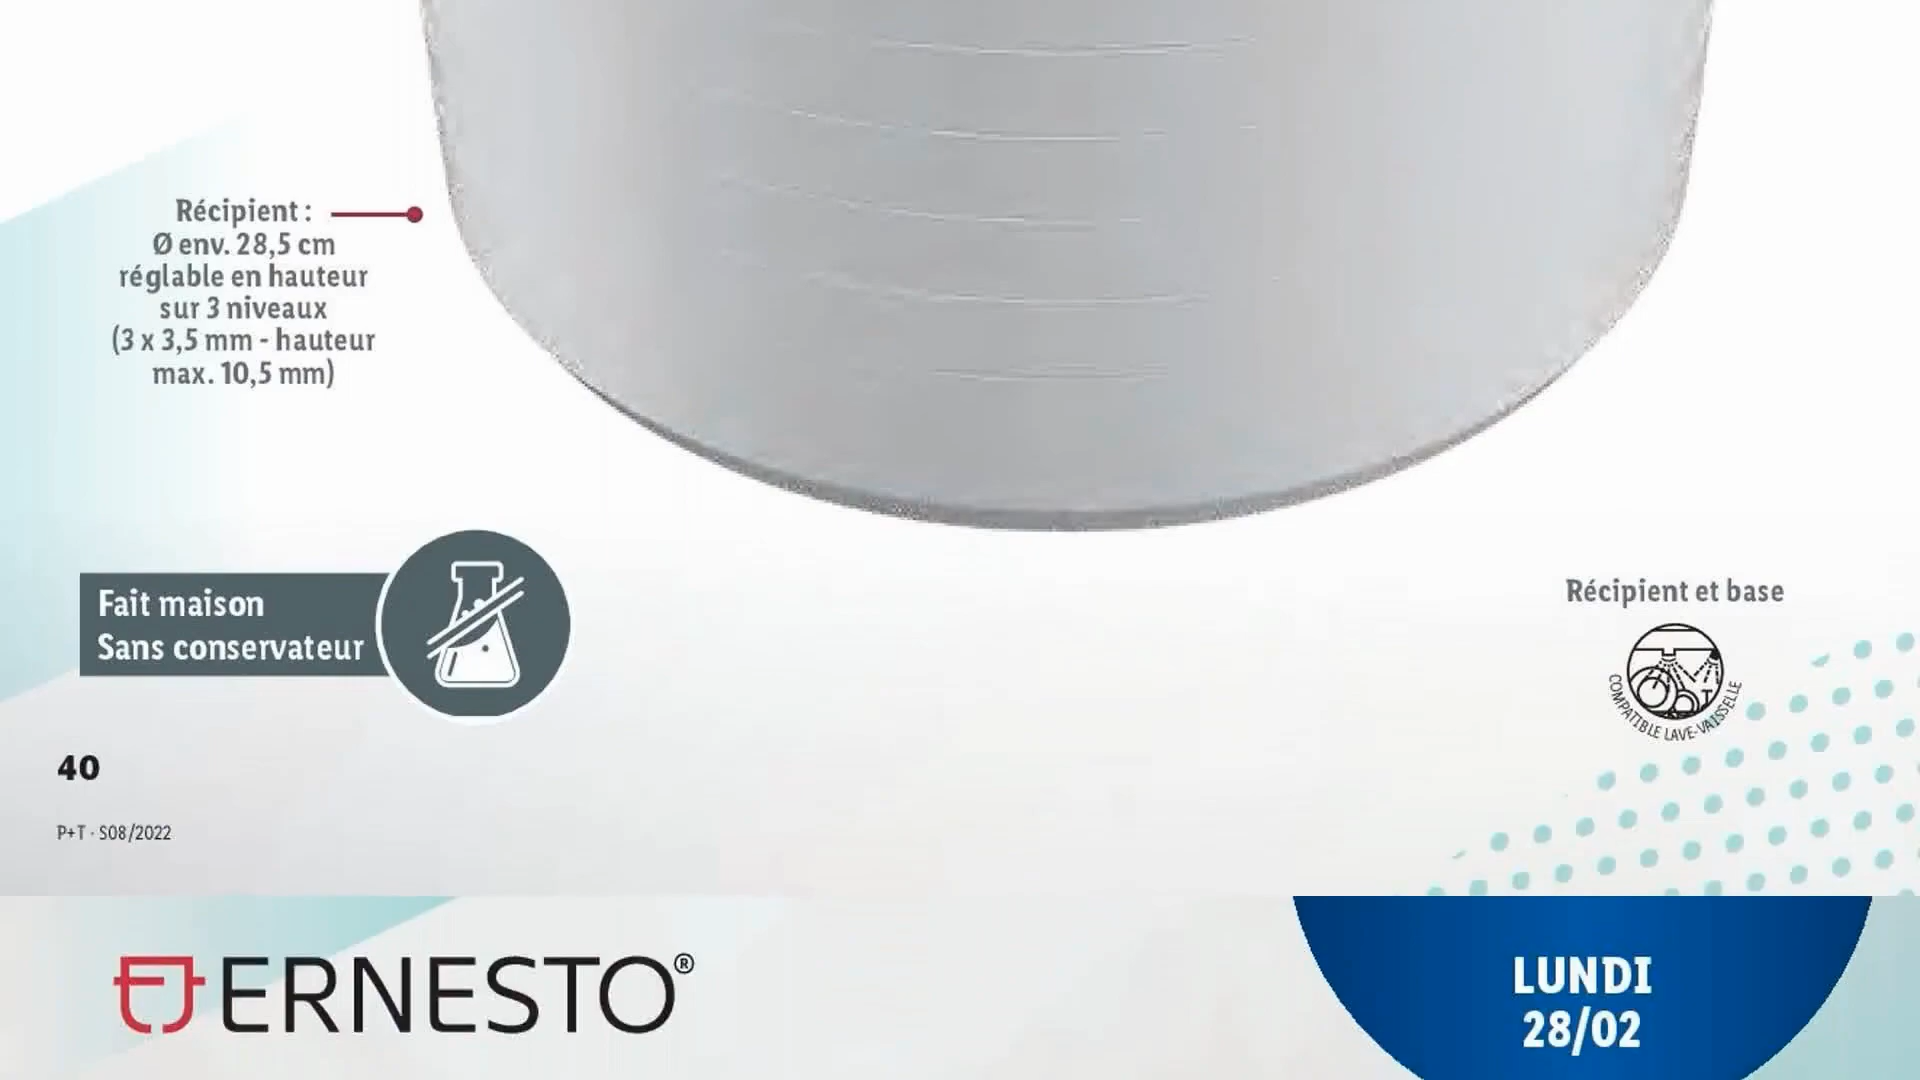 Récipient :
Ø env. 28,5 cm
réglable en hauteur
sur 3 niveaux
(3 x 3,5 mm - hauteur
max. 10,5 mm)
Fait maison
Sans conservateur
Récipient et base
COMPATIBLE LAVE-VAISSELLE
40
P+T · S08/2022
ERNESTO®
LUNDI
28/02